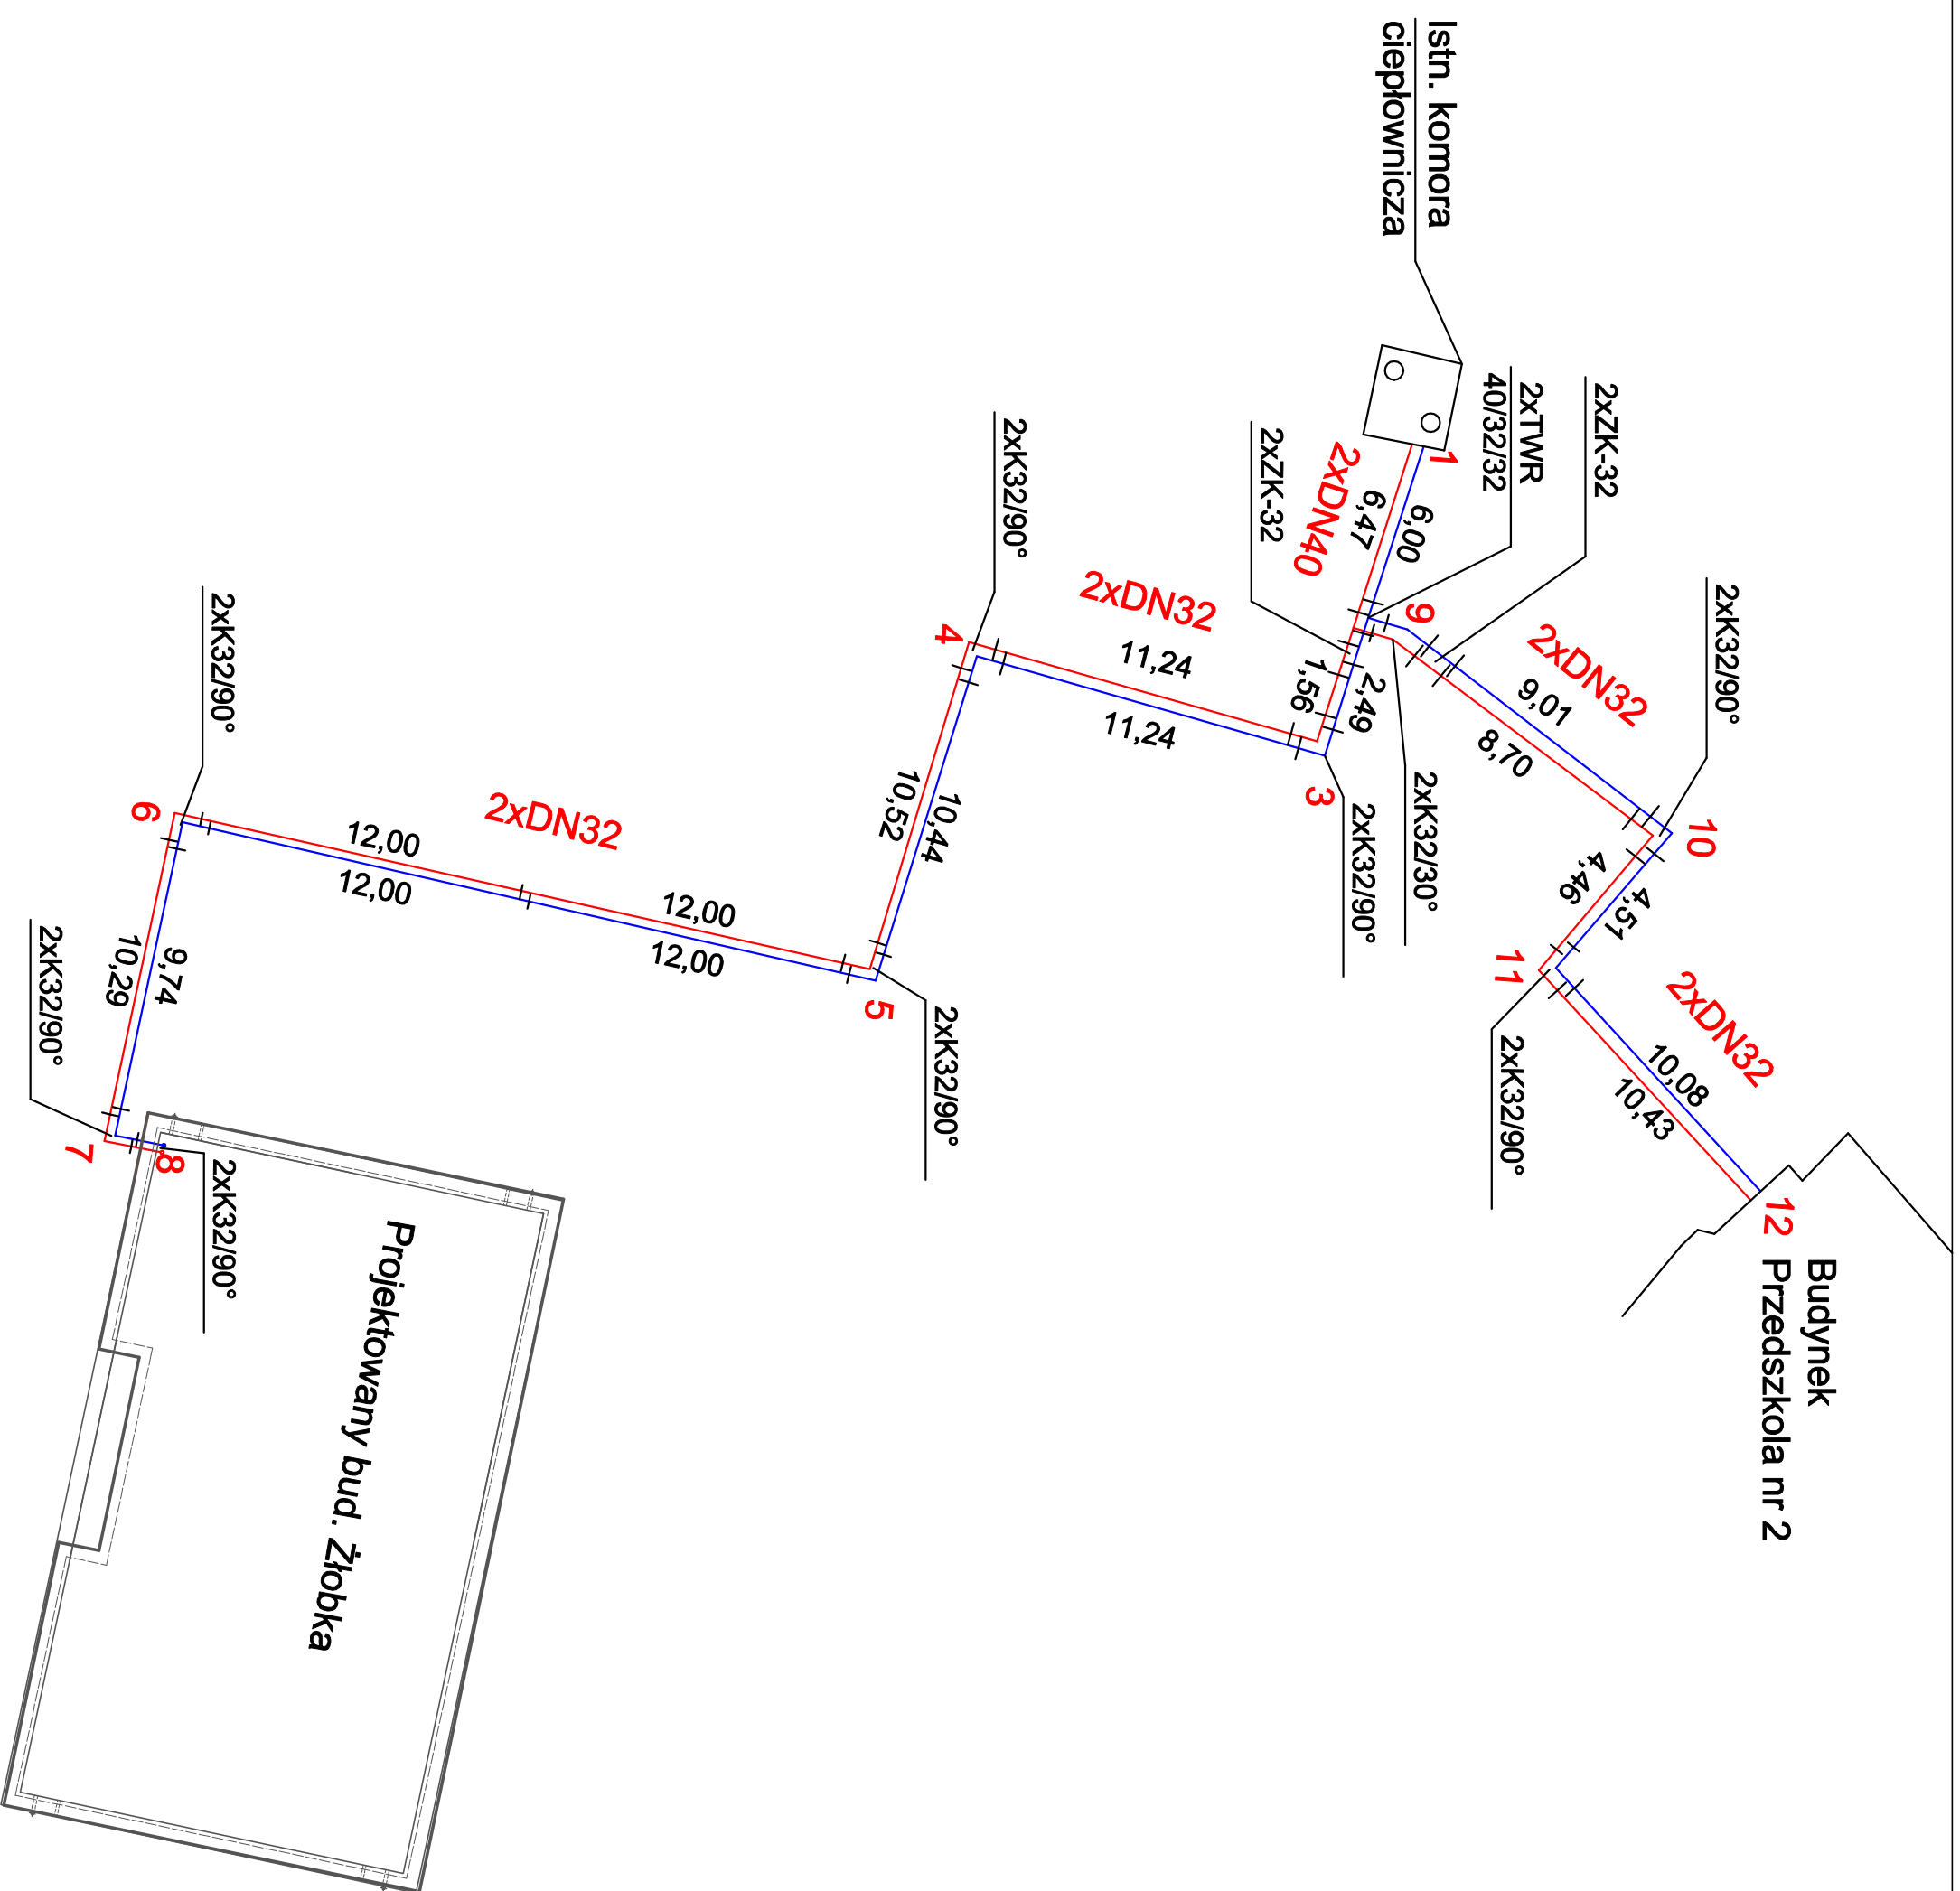 Istn. komora
ciepłownicza
2xTWR
40/32/32
2xZK-32
2xZK-32
1
6,00
6,47
2xDN40
9
2xDN32
9,01
8,70
2xK32/90°
10
4,46
4,51
11
2xK32/90°
2xDN32
10,08
10,43
12
Budynek
Przedszkola nr 2
2xK32/30°
1,56
2,49
3
2xK32/90°
2xDN32
11,24
11,24
2xK32/90°
4
10,44
10,52
5
2xK32/90°
2xDN32
12,00
12,00
12,00
12,00
2xK32/90°
6
9,74
10,29
2xK32/90°
7
8
2xK32/90°
Projektowany bud. Żłobka